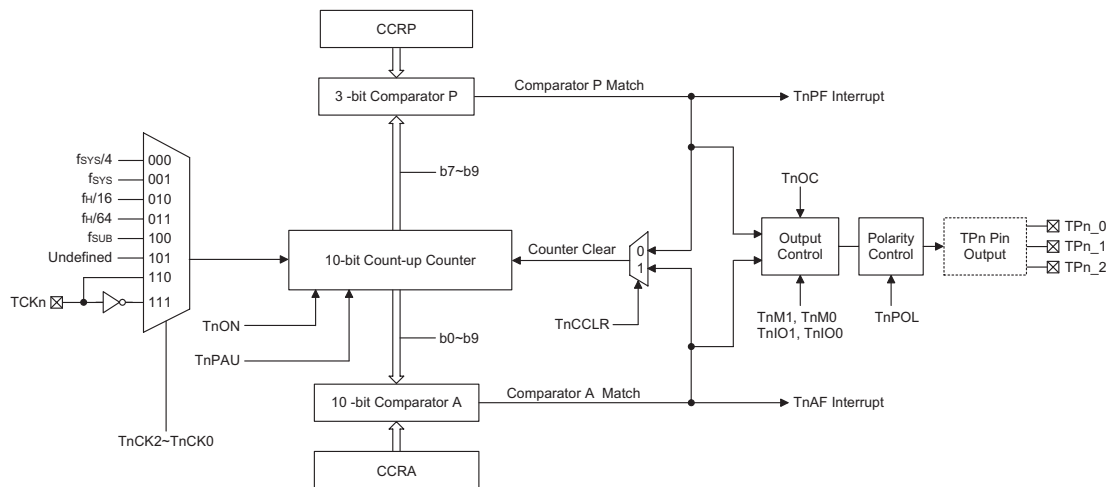 CCRP
3 -bit Comparator P
Comparator P Match
TnPF Interrupt
b7~b9
fSYS/4
000
fSYS
001
fH/16
010
fH/64
011
fSUB
100
Undefined
101
110
TCKn
111
TnCK2~TnCK0
10-bit Count-up Counter
TnON
TnPAU
Counter Clear
0
1
TnCCLR
TnOC
Output
Control
TnM1, TnM0
TnIO1, TnIO0
Polarity
Control
TnPOL
TPn Pin
Output
TPn_0
TPn_1
TPn_2
b0~b9
10 -bit Comparator A
Comparator A  Match
TnAF Interrupt
CCRA